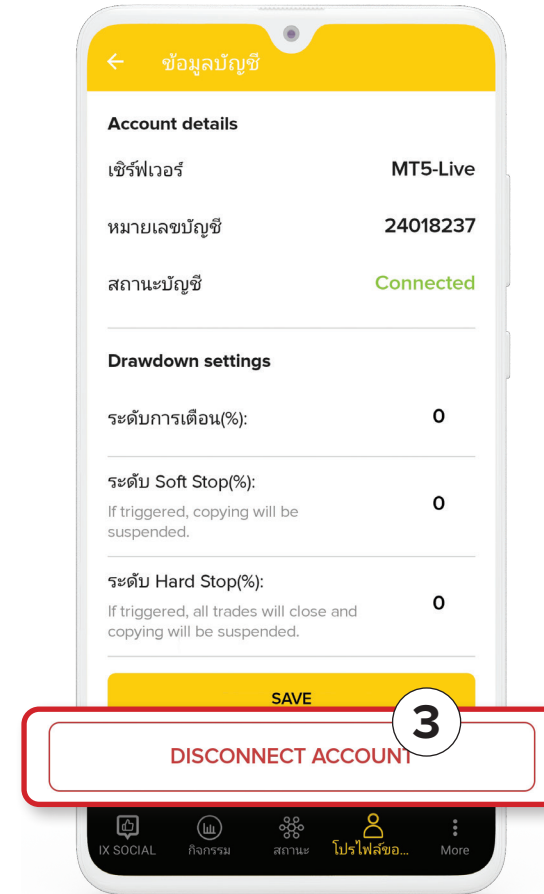 ข้อมูลบัญชี
Account details
เซิร์ฟเวอร์ MT5-Live
หมายเลขบัญชี 24018237
สถานะบัญชี Connected
Drawdown settings
ระดับการเตือน(%): 0
ระดับ Soft Stop(%):
If triggered, copying will be
suspended.
0
ระดับ Hard Stop(%):
If triggered, all trades will close and
copying will be suspended.
0
SAVE
3
DISCONNECT ACCOUNT
IX SOCIAL กิจกรรม สถานะ โปรไฟล์ขอ... More